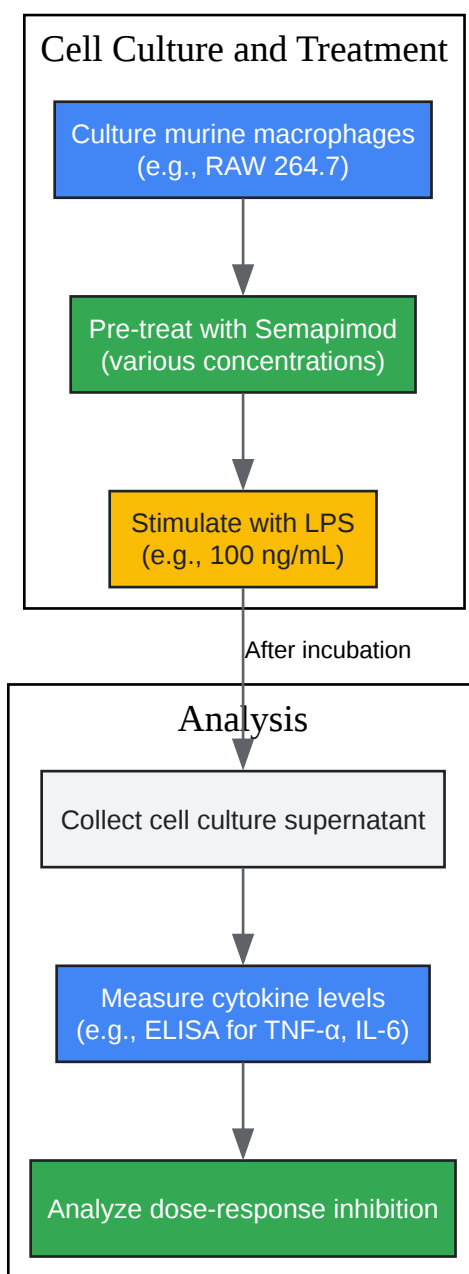 Cell Culture and Treatment
Culture murine macrophages
(e.g., RAW 264.7)
Pre-treat with Semapimod
(various concentrations)
Stimulate with LPS
(e.g., 100 ng/mL)
After incubation
Analysis
Collect cell culture supernatant
Measure cytokine levels
(e.g., ELISA for TNF-α, IL-6)
Analyze dose-response inhibition